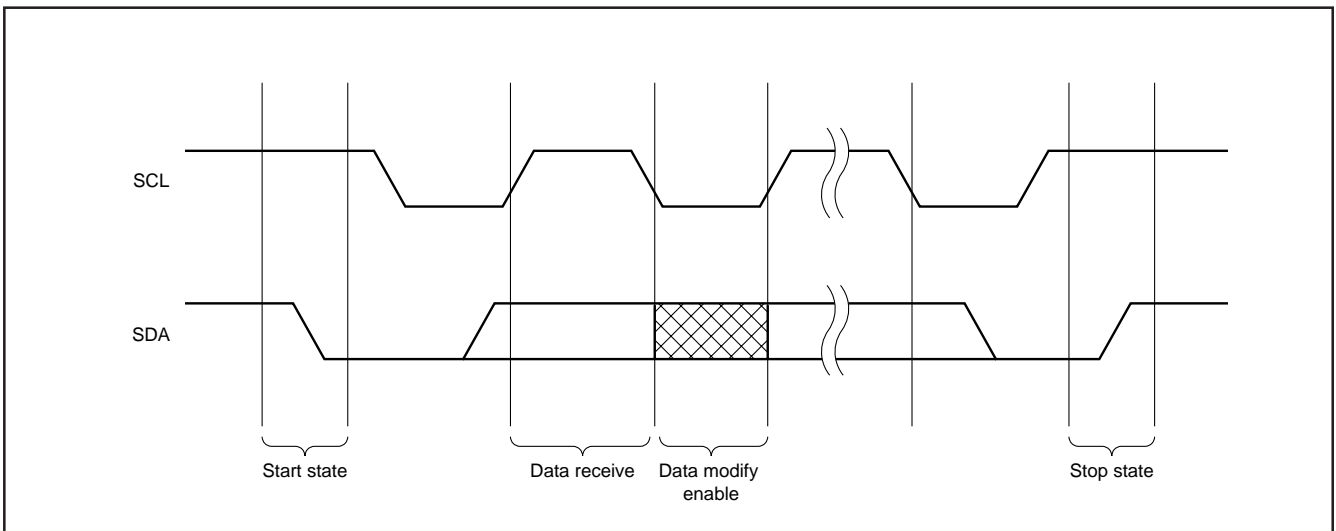 SCL
SDA
Start state
Data receive
Data modify
enable
Stop state